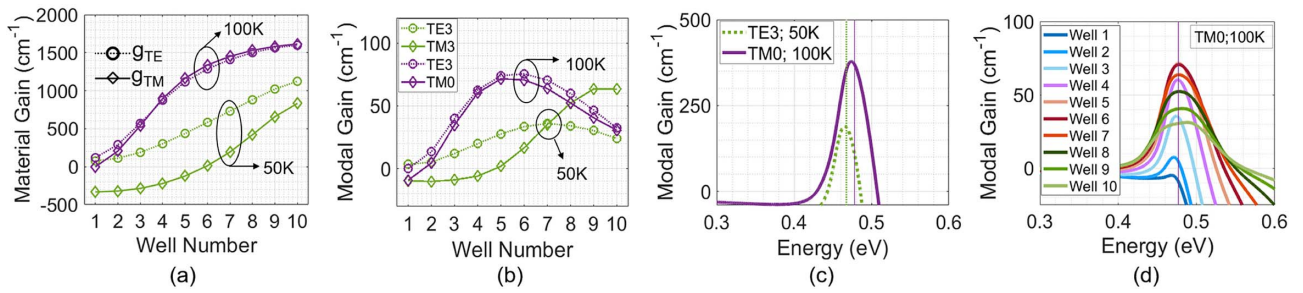 Material Gain (cm⁻¹)
2000
1500
1000
500
0
-500
g_TE
g_TM
100K
50K
1 2 3 4 5 6 7 8 9 10
Well Number
(a)
Modal Gain (cm⁻¹)
100
50
0
TE3
TM3
TE3
TM0
100K
50K
1 2 3 4 5 6 7 8 9 10
Well Number
(b)
Modal Gain (cm⁻¹)
500
250
0
TE3; 50K
TM0; 100K
0.3 0.4 0.5 0.6
Energy (eV)
(c)
Modal Gain (cm⁻¹)
100
50
0
Well 1
Well 2
Well 3
Well 4
Well 5
Well 6
Well 7
Well 8
Well 9
Well 10
TM0;100K
0.3 0.4 0.5 0.6
Energy (eV)
(d)